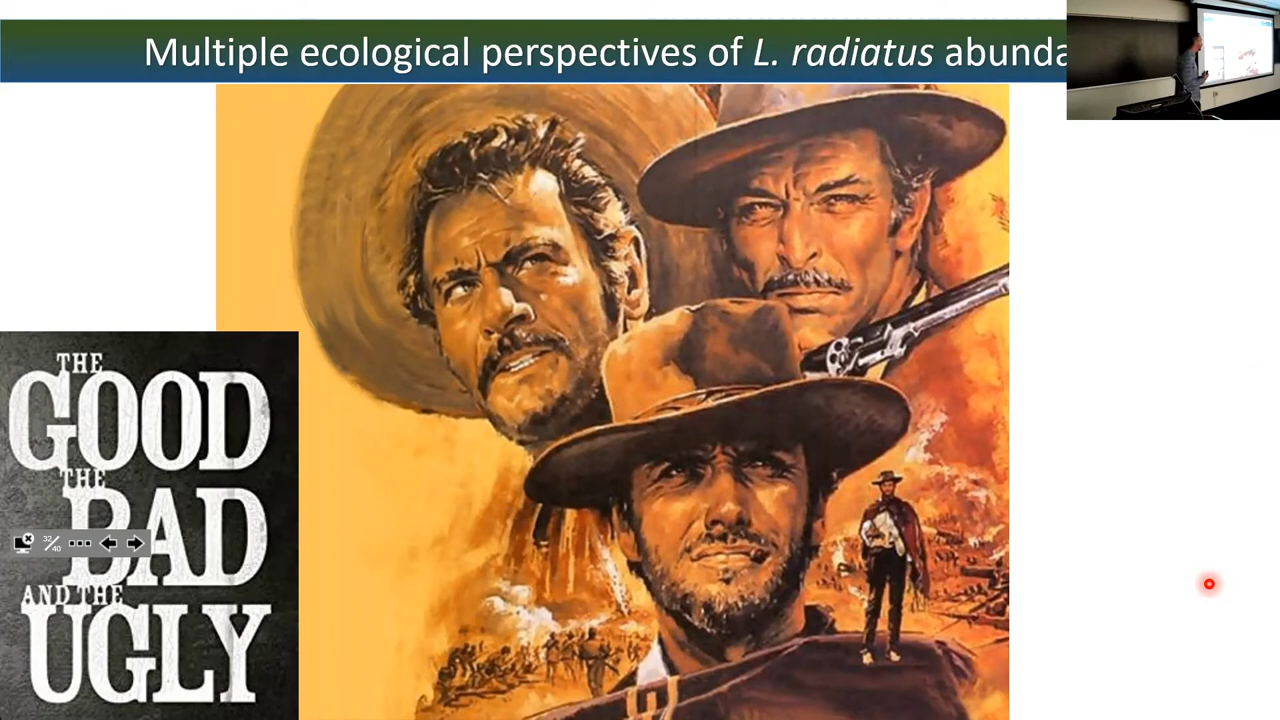 Multiple ecological perspectives of L. radiatus abunda
THE
GOOD
THE
BAD
AND THE
UGLY
32/40